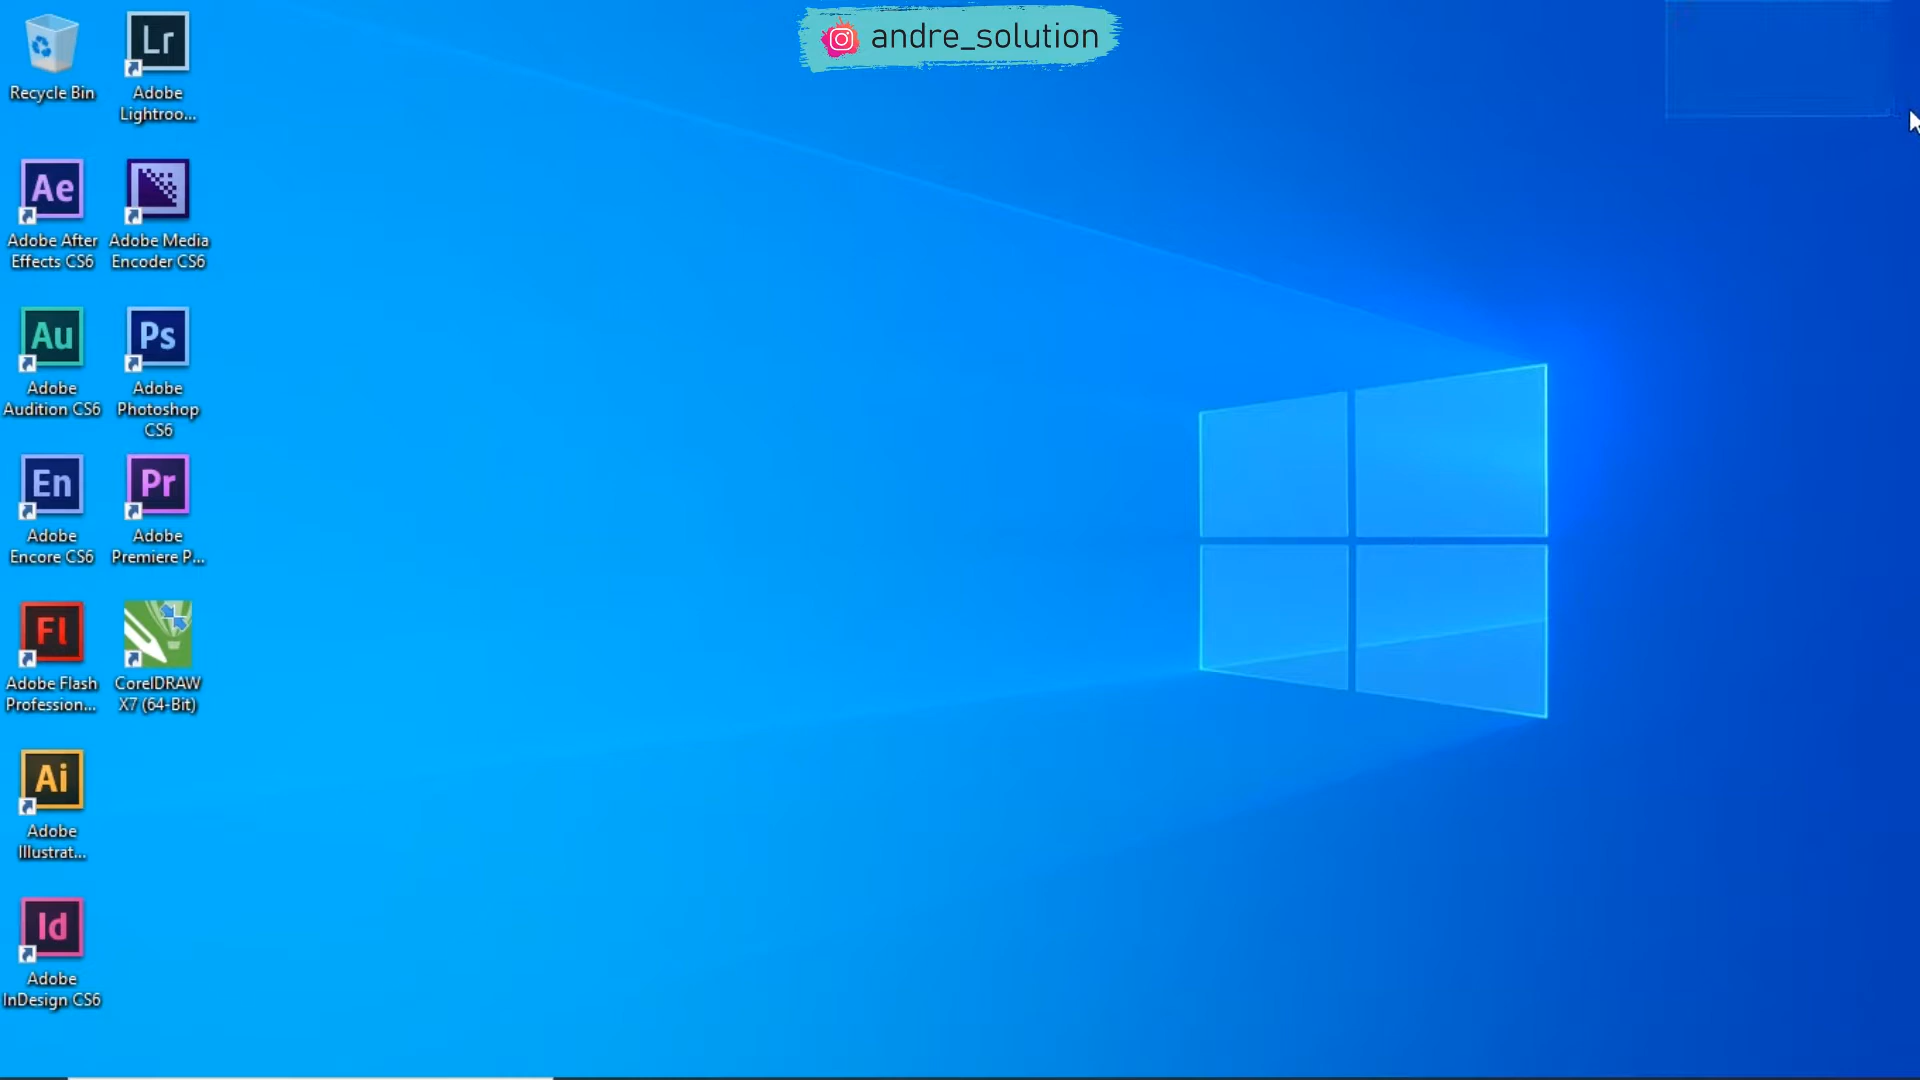 andre_solution
Recycle Bin
Lr
Adobe
Lightroo...
Ae
Adobe After
Effects CS6
Adobe Media
Encoder CS6
Au
Adobe
Audition CS6
Ps
Adobe
Photoshop
CS6
En
Adobe
Encore CS6
Pr
Adobe
Premiere P...
Fl
Adobe Flash
Profession...
CorelDRAW
X7 (64-Bit)
Ai
Adobe
Illustrat...
Id
Adobe
InDesign CS6